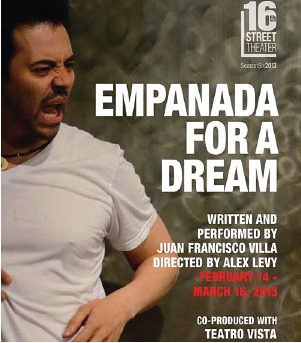 16th
STREET
THEATER
SeasonSix2013
EMPANADA
FOR A
DREAM
WRITTEN AND
PERFORMED BY
JUAN FRANCISCO VILLA
DIRECTED BY ALEX LEVY
FEBRUARY 14 -
MARCH 16, 2013
CO-PRODUCED WITH
TEATRO VISTA